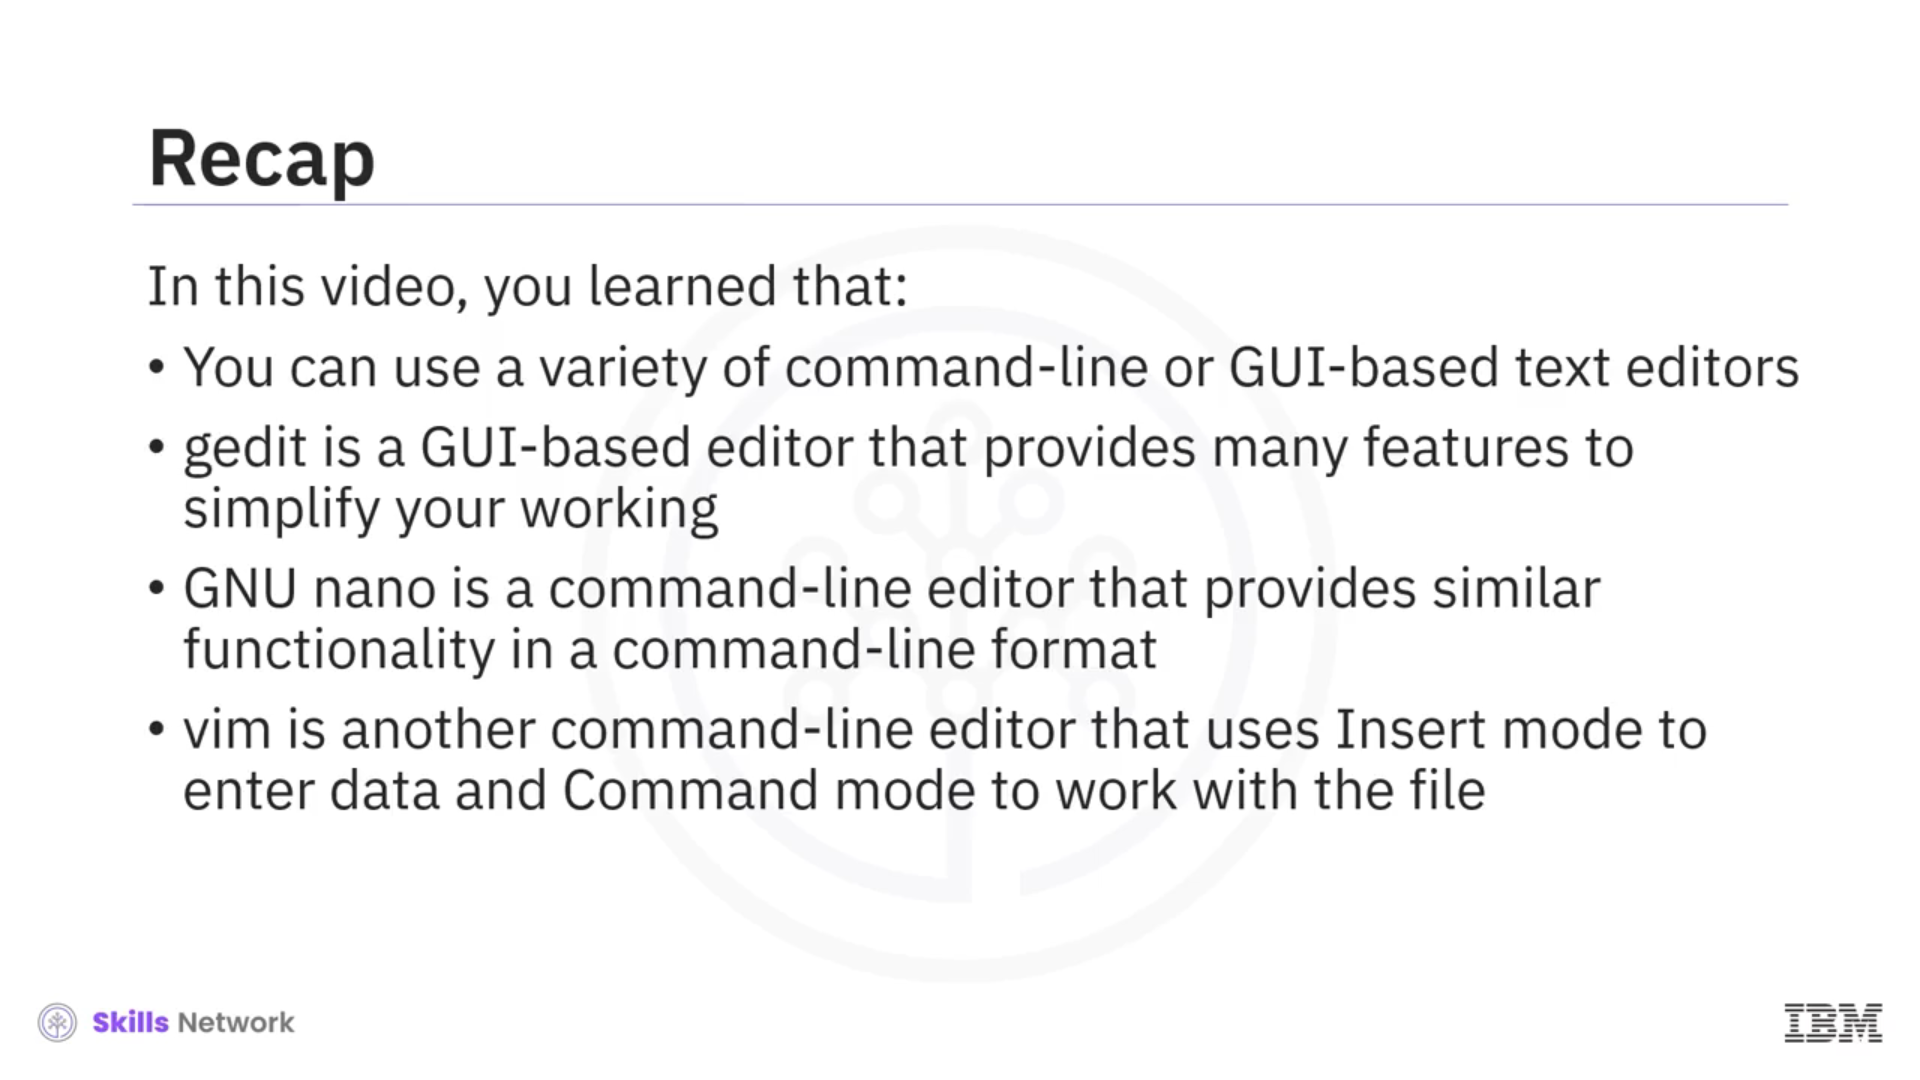 Recap
In this video, you learned that:
• You can use a variety of command-line or GUI-based text editors
• gedit is a GUI-based editor that provides many features to
simplify your working
• GNU nano is a command-line editor that provides similar
functionality in a command-line format
• vim is another command-line editor that uses Insert mode to
enter data and Command mode to work with the file
Skills Network
IBM